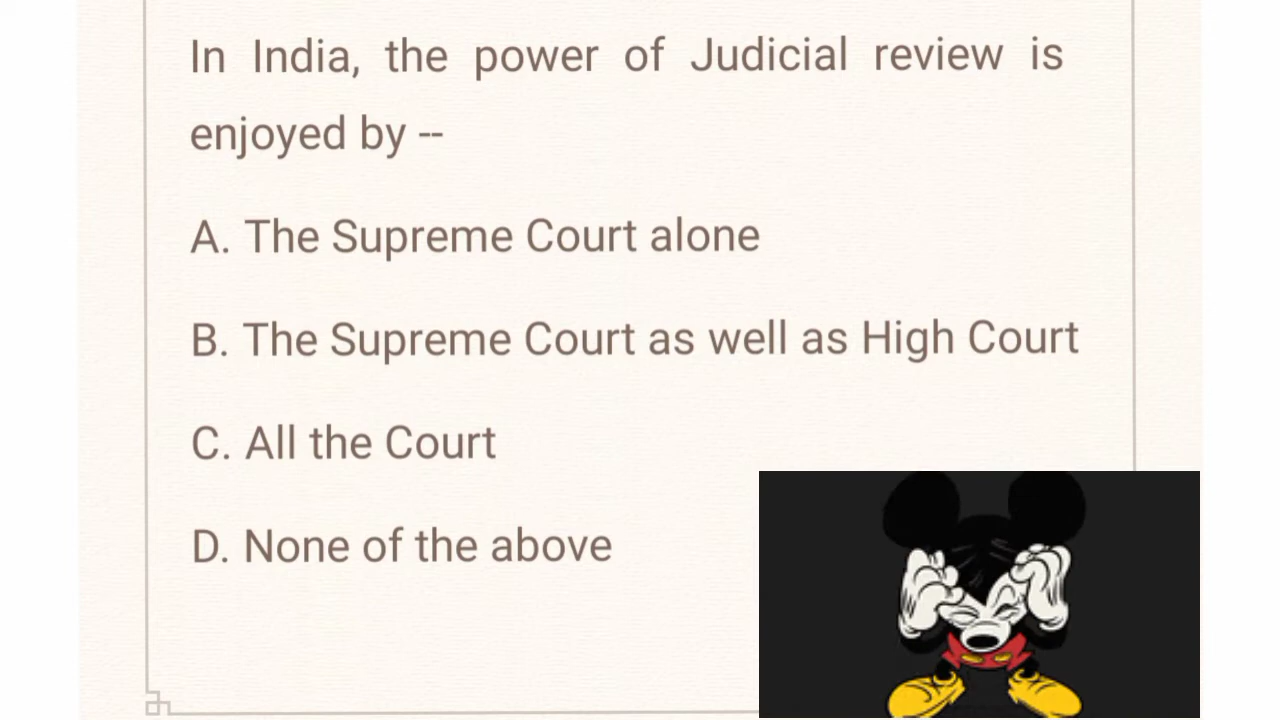 In India, the power of Judicial review is
enjoyed by --
A. The Supreme Court alone
B. The Supreme Court as well as High Court
C. All the Court
D. None of the above